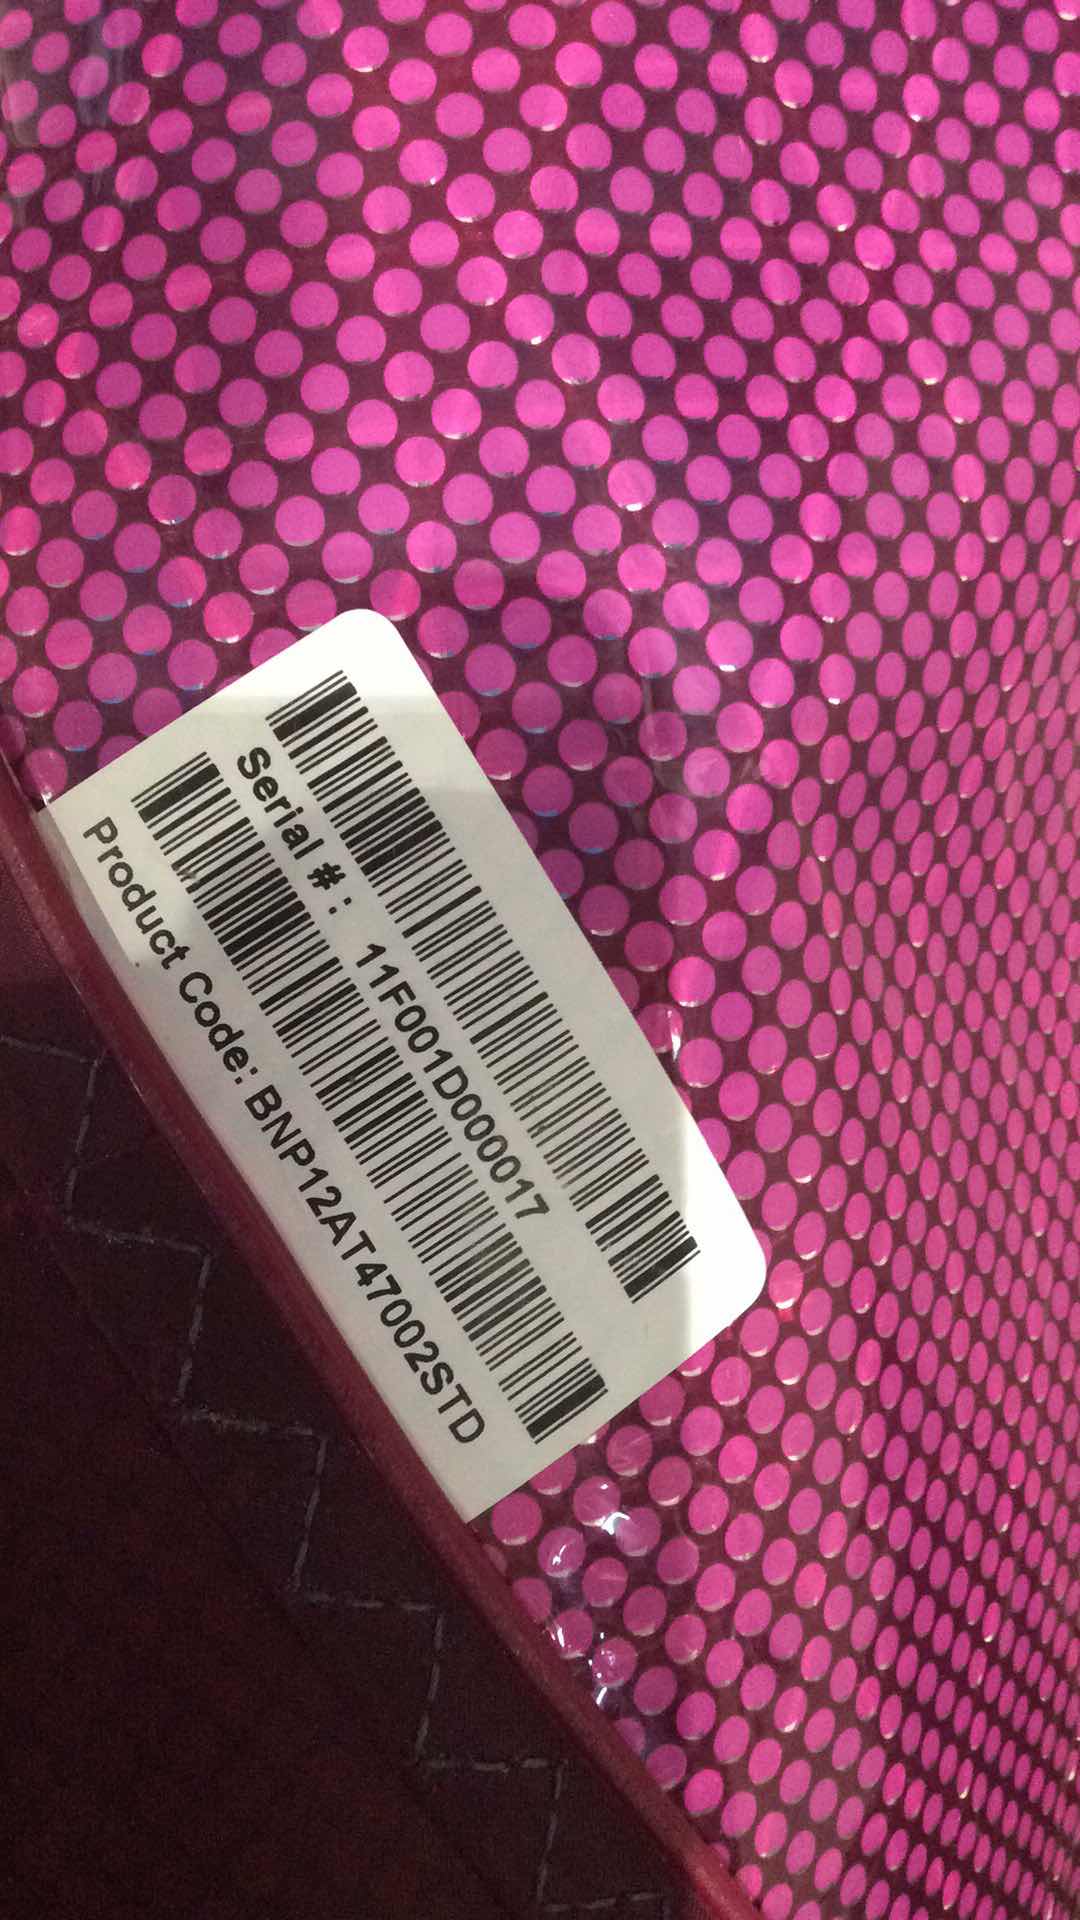 Serial # : 11F001D000017
Product Code: BNP12AT47002STD